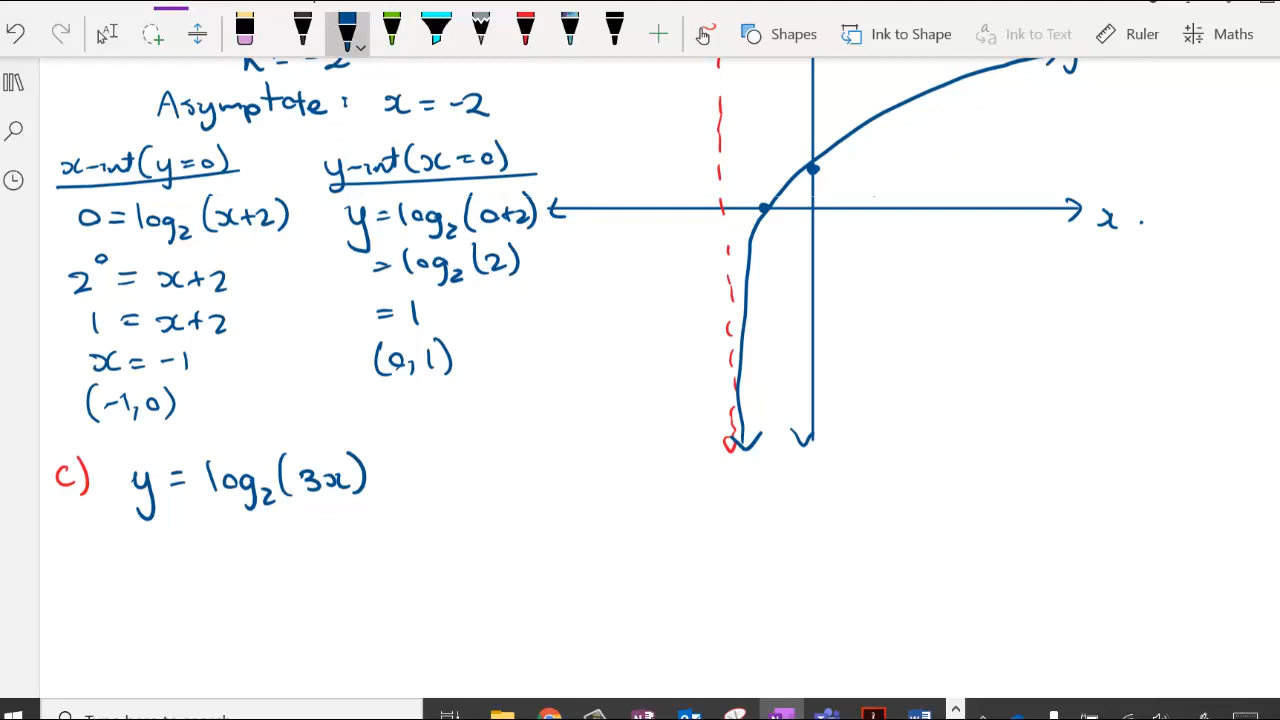 Shapes Ink to Shape Ink to Text Ruler Maths
x = -2
Asymptote : x = -2
x-int (y=0)
0 = log₂ (x+2)
2⁰ = x+2
1 = x+2
x = -1
(-1, 0)
y-int (x=0)
y = log₂ (0+2)
= log₂ (2)
= 1
(0, 1)
y
x .
c) y = log₂ (3x)